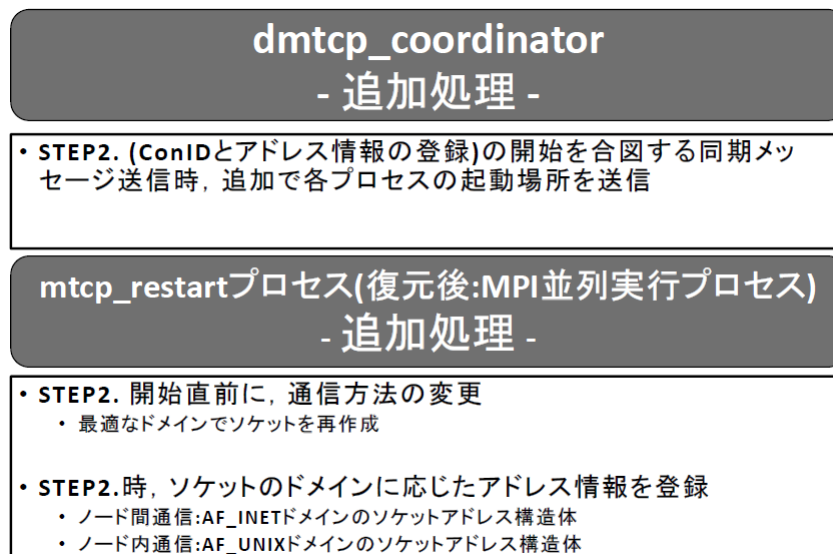 dmtcp_coordinator
- 追加処理 -
• STEP2. (ConIDとアドレス情報の登録)の開始を合図する同期メッ
セージ送信時，追加で各プロセスの起動場所を送信
mtcp_restartプロセス(復元後:MPI並列実行プロセス)
- 追加処理 -
• STEP2. 開始直前に，通信方法の変更
• 最適なドメインでソケットを再作成
• STEP2.時，ソケットのドメインに応じたアドレス情報を登録
• ノード間通信:AF_INETドメインのソケットアドレス構造体
• ノード内通信:AF_UNIXドメインのソケットアドレス構造体